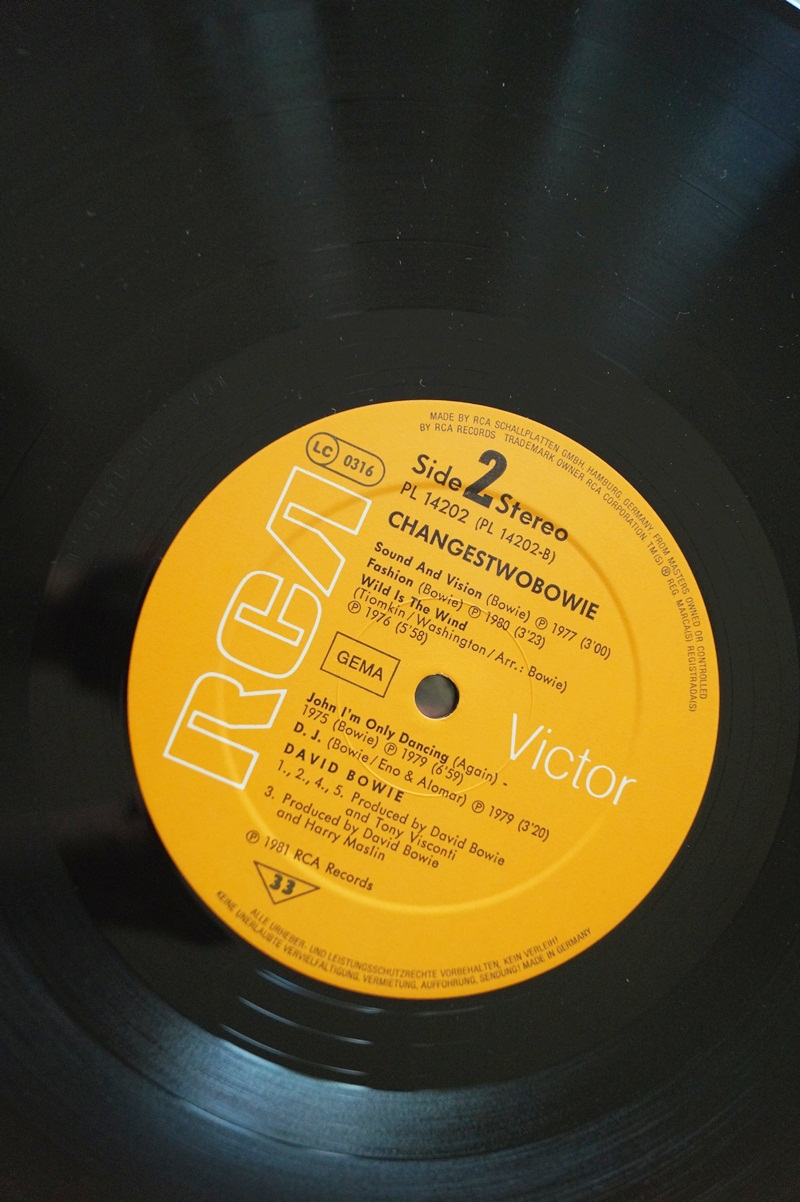 MADE BY RCA SCHALLPLATTEN GMBH, HAMBURG, GERMANY, FROM MASTERS OWNED OR CONTROLLED
BY RCA RECORDS TRADEMARK OWNER RCA CORPORATION TM(S) ® REG. MARCA(S) REGISTRADA(S)
LC 0316
Side 2 Stereo
PL 14202 (PL 14202-B)
CHANGESTWOBOWIE
Sound And Vision (Bowie) ℗ 1977 (3'00)
Fashion (Bowie) ℗ 1980 (3'23)
Wild Is The Wind
(Tiomkin/Washington/Arr.: Bowie)
℗ 1976 (5'58)
GEMA
RCA
Victor
John I'm Only Dancing (Again) -
1975 (Bowie) ℗ 1979 (6'59)
D. J. (Bowie/Eno & Alomar) ℗ 1979 (3'20)
DAVID BOWIE
1., 2., 4., 5. Produced by David Bowie
and Tony Visconti
3. Produced by David Bowie
and Harry Maslin
℗ 1981 RCA Records
33
ALLE URHEBER- UND LEISTUNGSSCHUTZRECHTE VORBEHALTEN, KEIN VERLEIH!
KEINE UNERLAUBTE VERVIELFÄLTIGUNG, VERMIETUNG, AUFFÜHRUNG, SENDUNG! MADE IN GERMANY